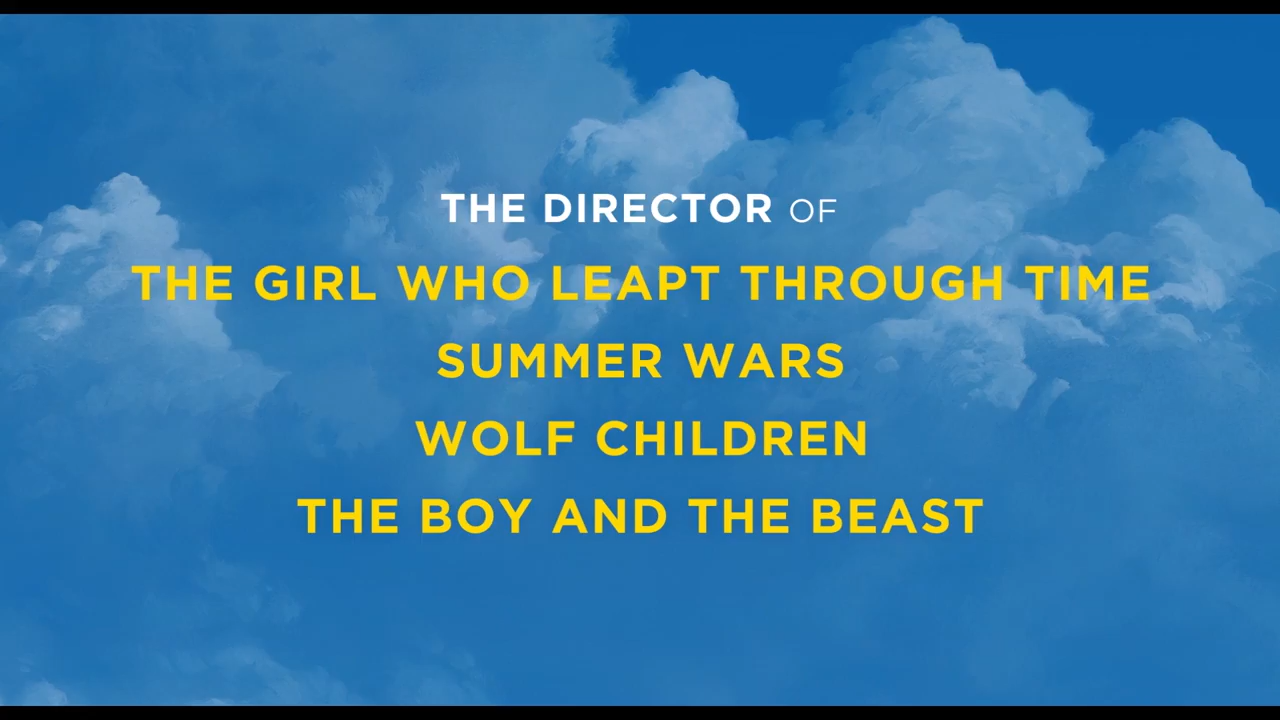 THE DIRECTOR OF
THE GIRL WHO LEAPT THROUGH TIME
SUMMER WARS
WOLF CHILDREN
THE BOY AND THE BEAST